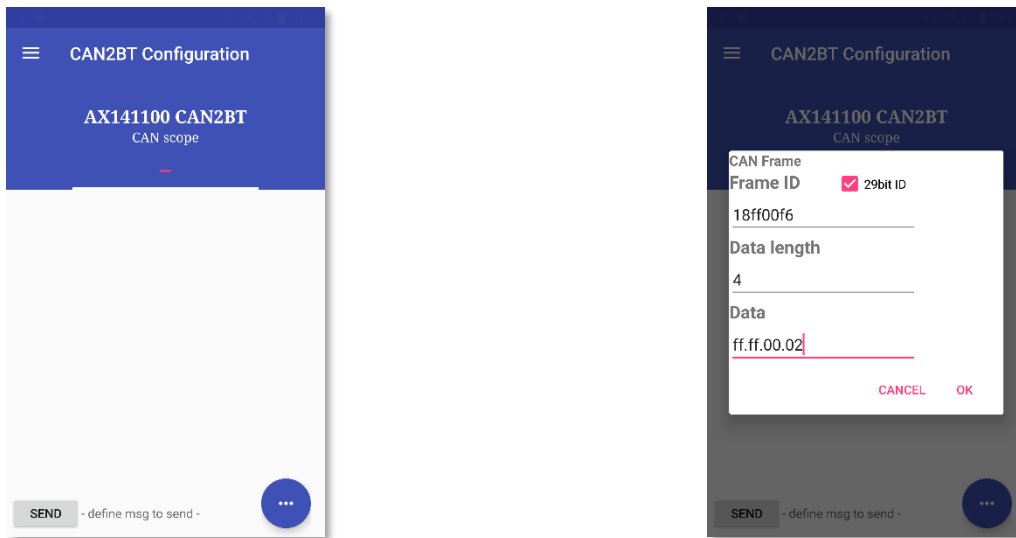 CAN2BT Configuration
AX141100 CAN2BT
CAN scope
SEND - define msg to send -
CAN2BT Configuration
AX141100 CAN2BT
CAN scope
CAN Frame
Frame ID 29bit ID
18ff00f6
Data length
4
Data
ff.ff.00.02
CANCEL OK
SEND - define msg to send -